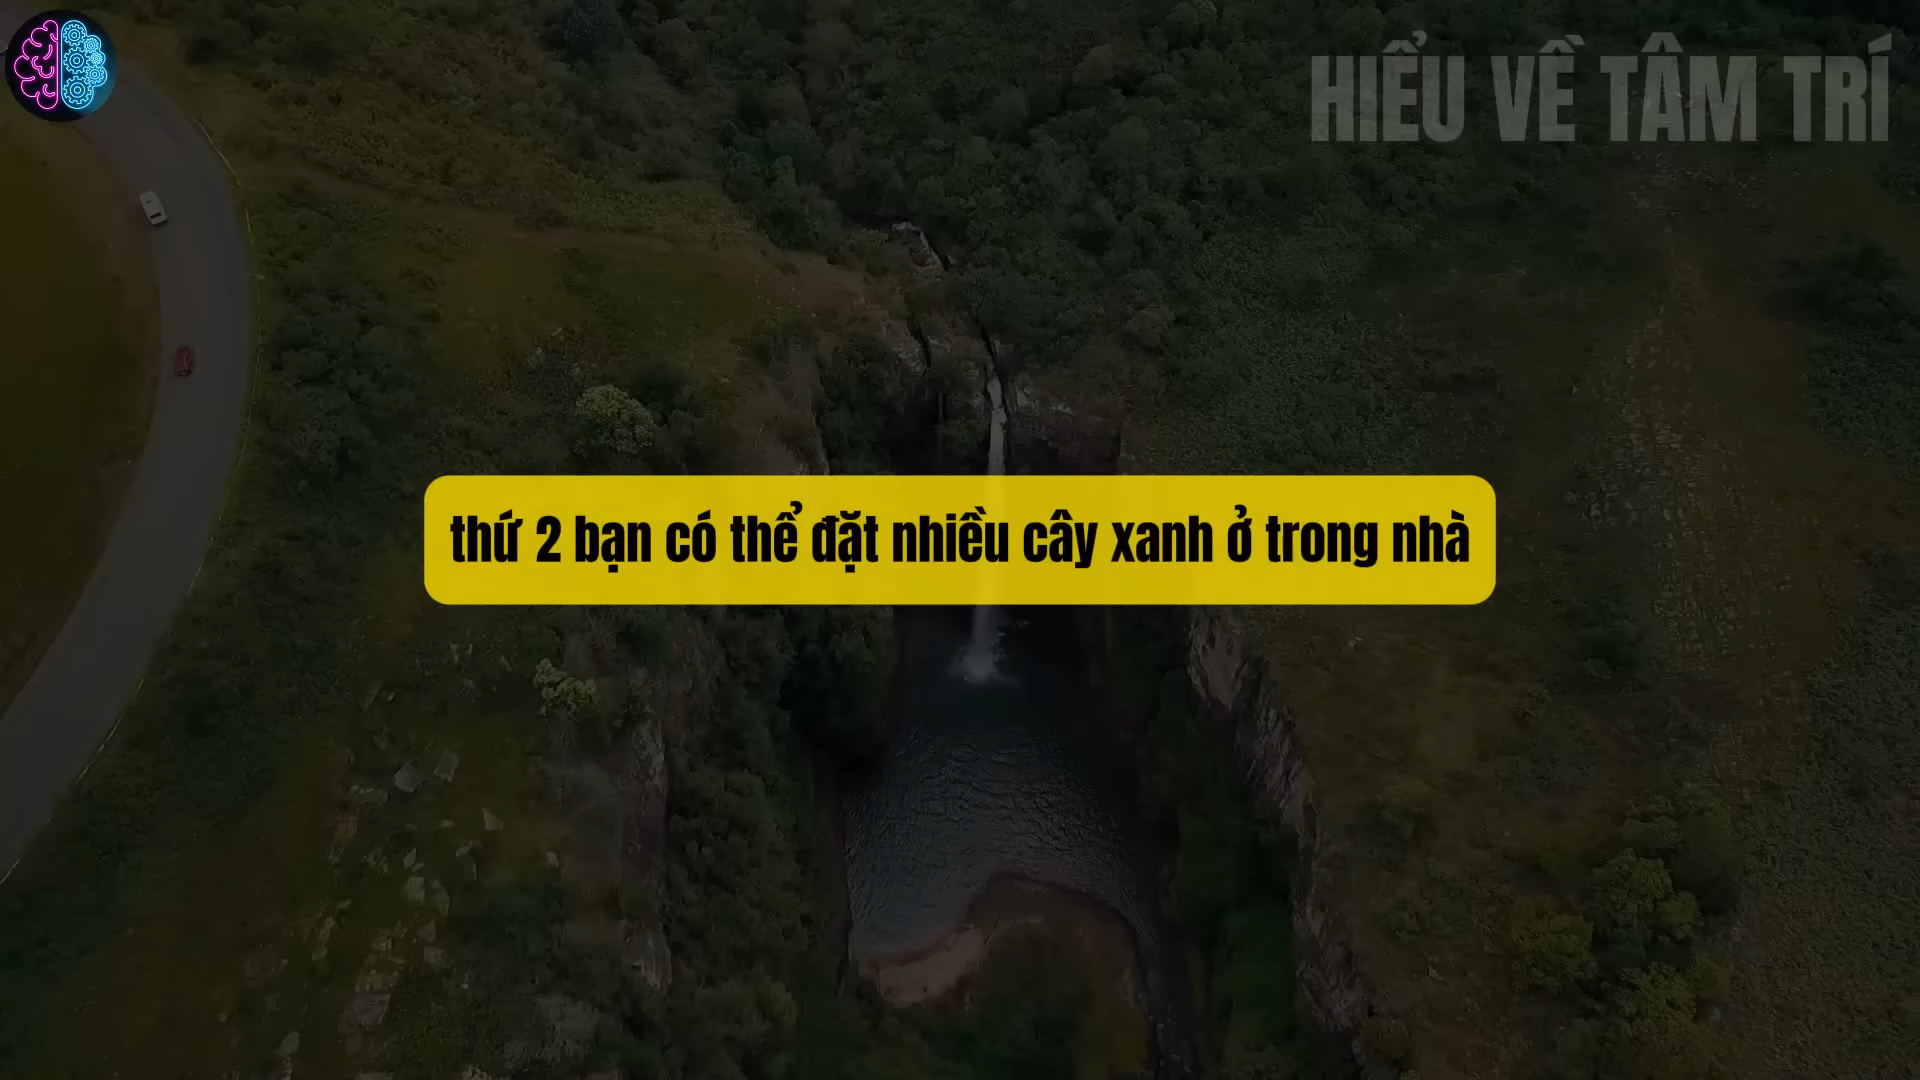 HIỂU VỀ TÂM TRÍ
thứ 2 bạn có thể đặt nhiều cây xanh ở trong nhà